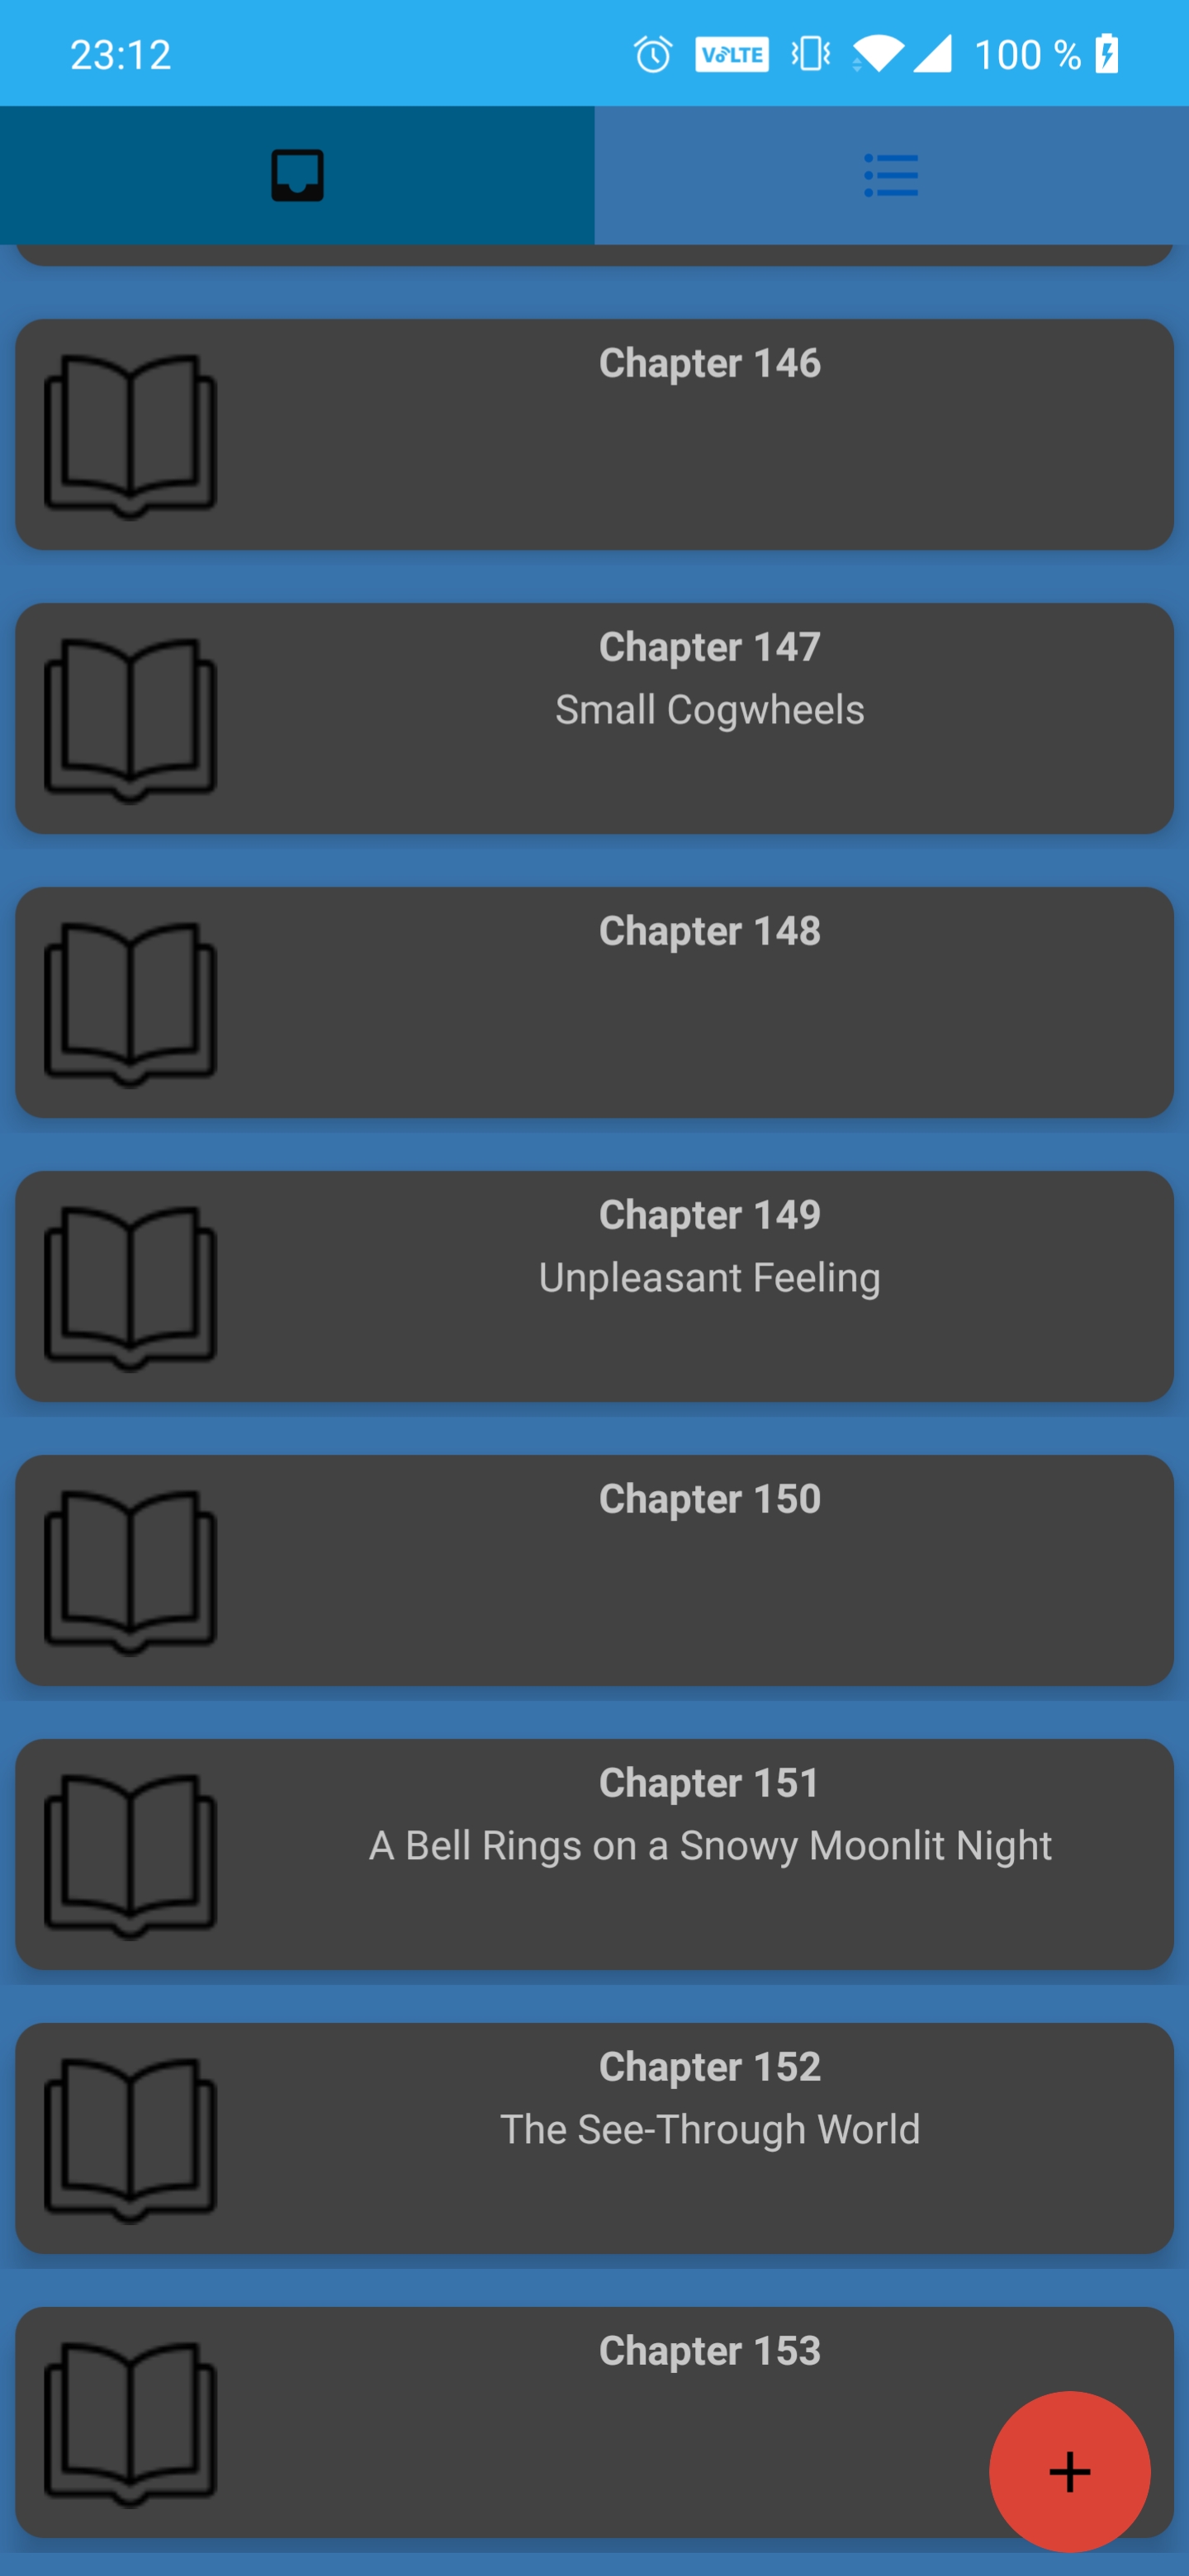 23:12
VoLTE
100 %
Chapter 146
Chapter 147
Small Cogwheels
Chapter 148
Chapter 149
Unpleasant Feeling
Chapter 150
Chapter 151
A Bell Rings on a Snowy Moonlit Night
Chapter 152
The See-Through World
Chapter 153
+